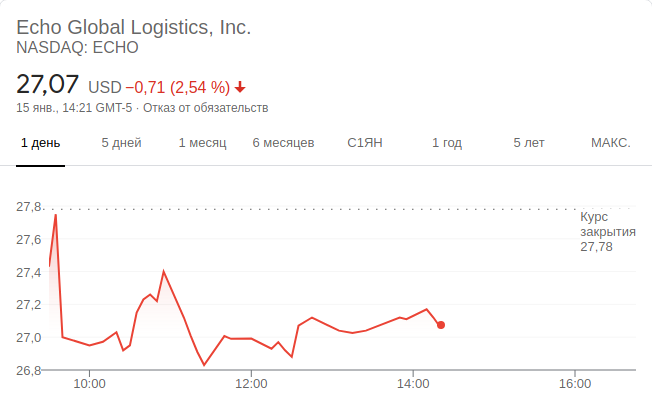 Echo Global Logistics, Inc.
NASDAQ: ECHO
27,07 USD −0,71 (2,54 %)
15 янв., 14:21 GMT-5 · Отказ от обязательств
1 день 5 дней 1 месяц 6 месяцев С1ЯН 1 год 5 лет МАКС.
27,8
Курс
закрытия
27,78
27,6
27,4
27,2
27,0
26,8
10:00 12:00 14:00 16:00